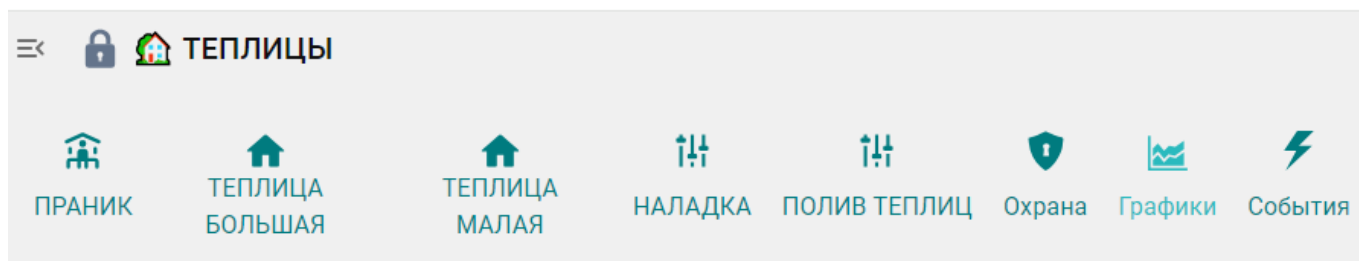 ТЕПЛИЦЫ
ПРАНИК
ТЕПЛИЦА
БОЛЬШАЯ
ТЕПЛИЦА
МАЛАЯ
НАЛАДКА
ПОЛИВ ТЕПЛИЦ
Охрана
Графики
События